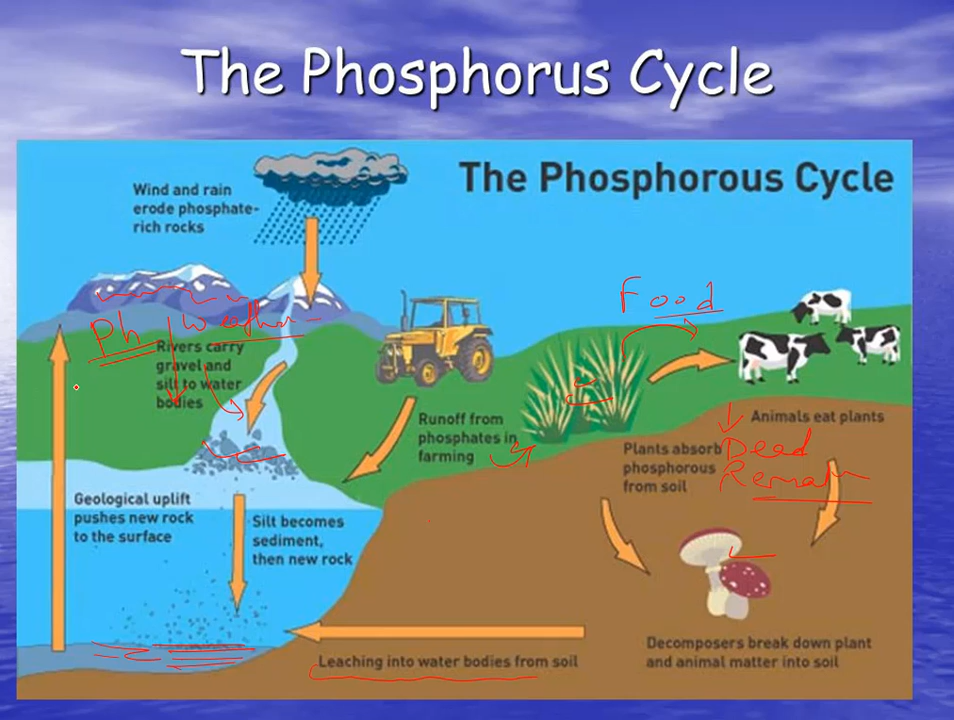 The Phosphorus Cycle
The Phosphorous Cycle
Wind and rain
erode phosphate-
rich rocks
Food
Ph Weather
Rivers carry
gravel and
silt to water
bodies
Runoff from
phosphates in
farming
Animals eat plants
Plants absorb
phosphorous
from soil
Dead
Remain
Geological uplift
pushes new rock
to the surface
Silt becomes
sediment,
then new rock
Leaching into water bodies from soil
Decomposers break down plant
and animal matter into soil